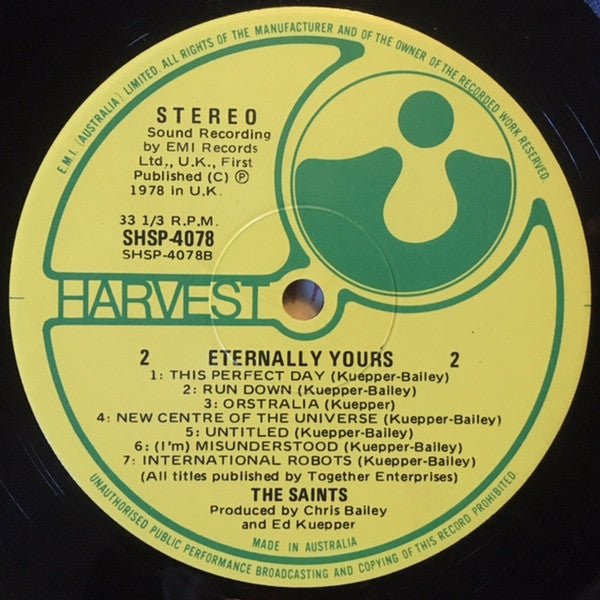 E.M.I. (AUSTRALIA) LIMITED. ALL RIGHTS OF THE MANUFACTURER AND OF THE OWNER OF THE RECORDED WORK RESERVED.
STEREO
Sound Recording
by EMI Records
Ltd., U.K., First
Published (C) Ⓟ
1978 in U.K.
33 1/3 R.P.M.
SHSP-4078
SHSP-4078B
HARVEST
2 ETERNALLY YOURS 2
1: THIS PERFECT DAY (Kuepper-Bailey)
2: RUN DOWN (Kuepper-Bailey)
3: ORSTRALIA (Kuepper)
4: NEW CENTRE OF THE UNIVERSE (Kuepper-Bailey)
5: UNTITLED (Kuepper-Bailey)
6: (I'm) MISUNDERSTOOD (Kuepper-Bailey)
7: INTERNATIONAL ROBOTS (Kuepper-Bailey)
(All titles published by Together Enterprises)
THE SAINTS
Produced by Chris Bailey
and Ed Kuepper
MADE IN AUSTRALIA
UNAUTHORISED PUBLIC PERFORMANCE BROADCASTING AND COPYING OF THIS RECORD PROHIBITED.